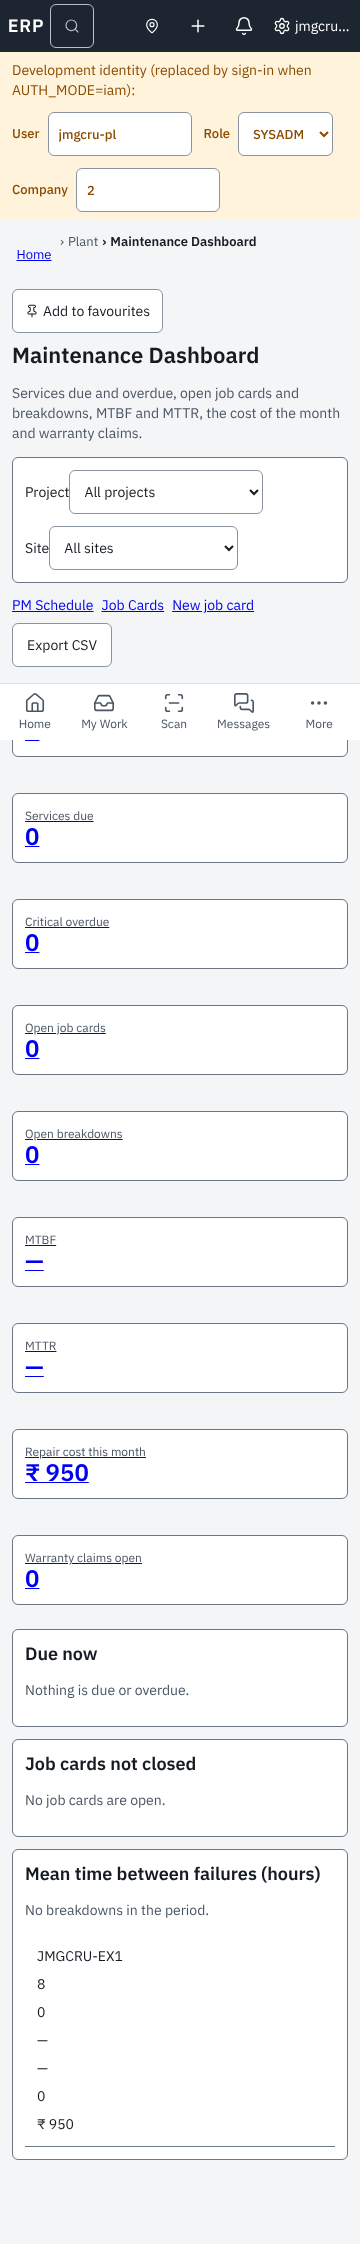 ERP
jmgcru...
Development identity (replaced by sign-in when
AUTH_MODE=iam):
User jmgcru-pl Role SYSADM
Company 2
Home › Plant › Maintenance Dashboard
Add to favourites
Maintenance Dashboard
Services due and overdue, open job cards and
breakdowns, MTBF and MTTR, the cost of the month
and warranty claims.
Project All projects
Site All sites
PM Schedule Job Cards New job card
Export CSV
Home My Work Scan Messages More
Services due
0
Critical overdue
0
Open job cards
0
Open breakdowns
0
MTBF
—
MTTR
—
Repair cost this month
₹ 950
Warranty claims open
0
Due now
Nothing is due or overdue.
Job cards not closed
No job cards are open.
Mean time between failures (hours)
No breakdowns in the period.
JMGCRU-EX1
8
0
—
—
0
₹ 950